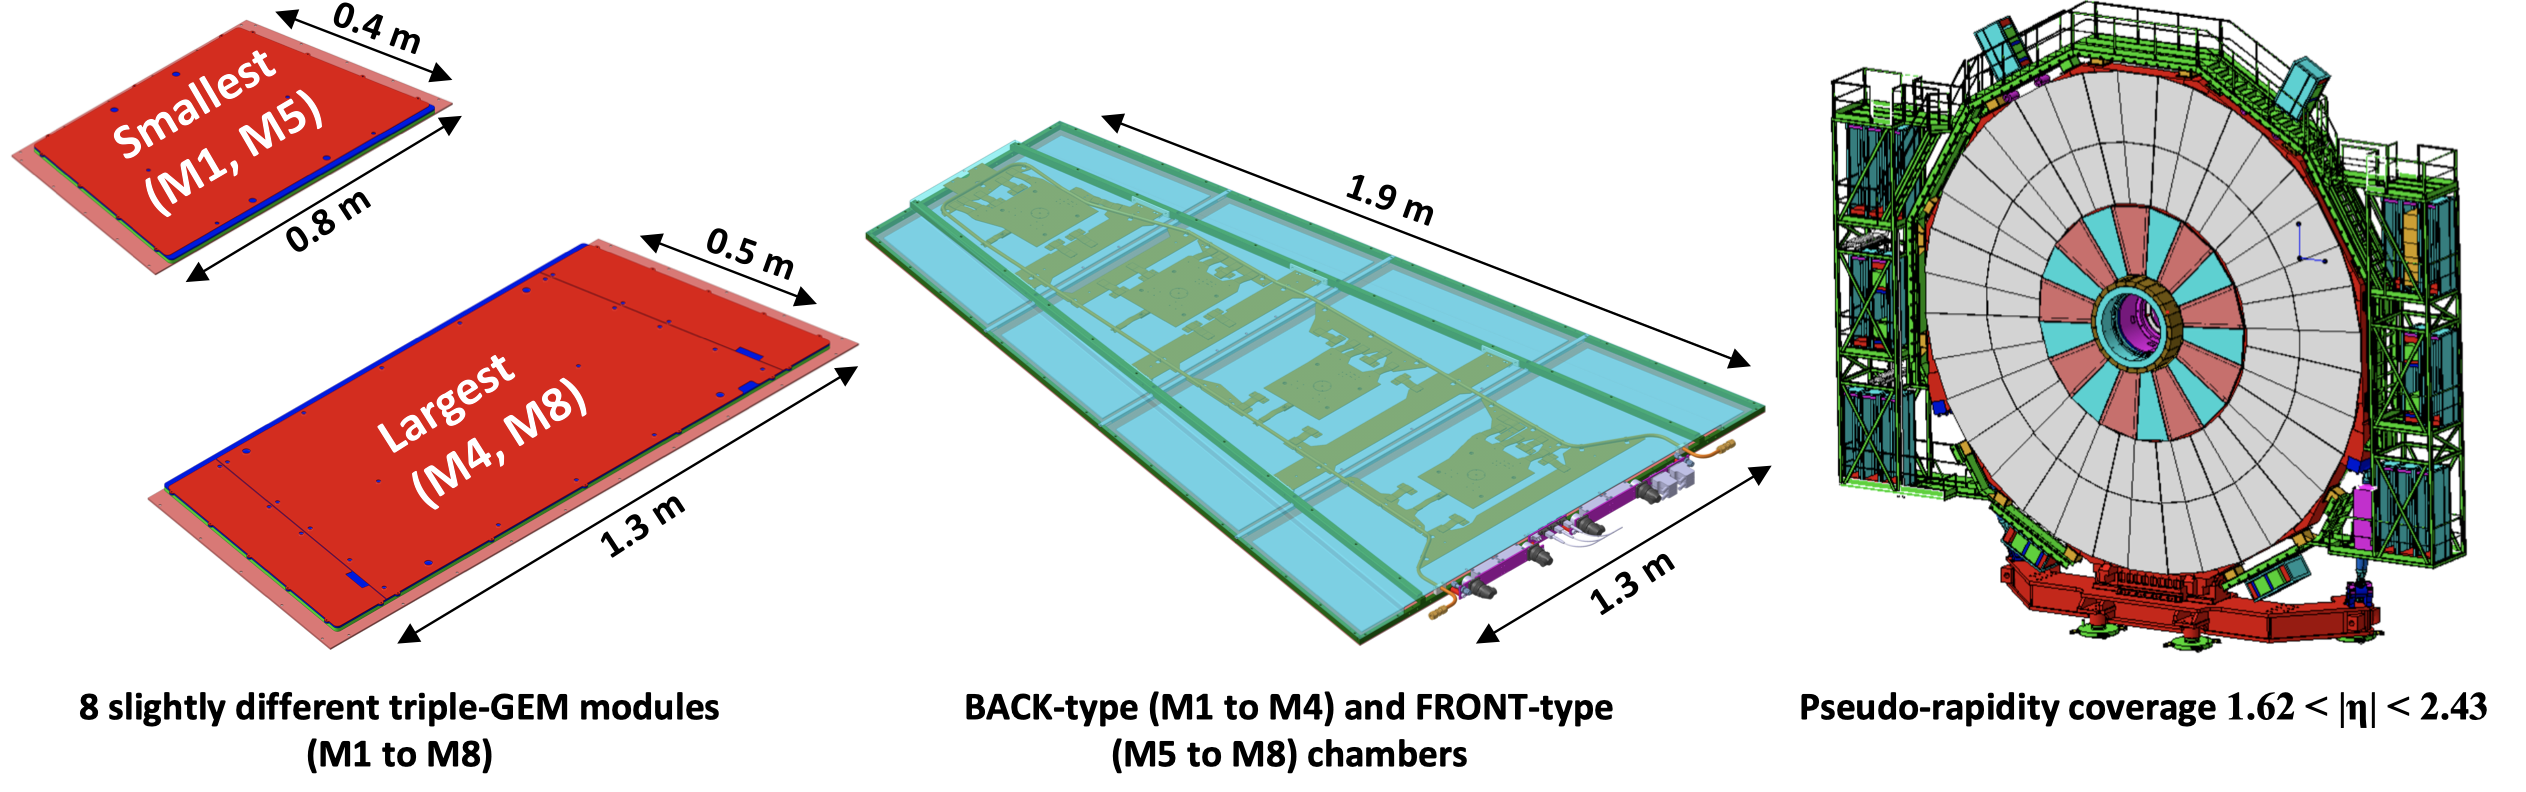 0.4 m
Smallest
(M1, M5)
0.8 m
0.5 m
Largest
(M4, M8)
1.3 m
8 slightly different triple-GEM modules
(M1 to M8)
1.9 m
1.3 m
BACK-type (M1 to M4) and FRONT-type
(M5 to M8) chambers
Pseudo-rapidity coverage 1.62 < |η| < 2.43